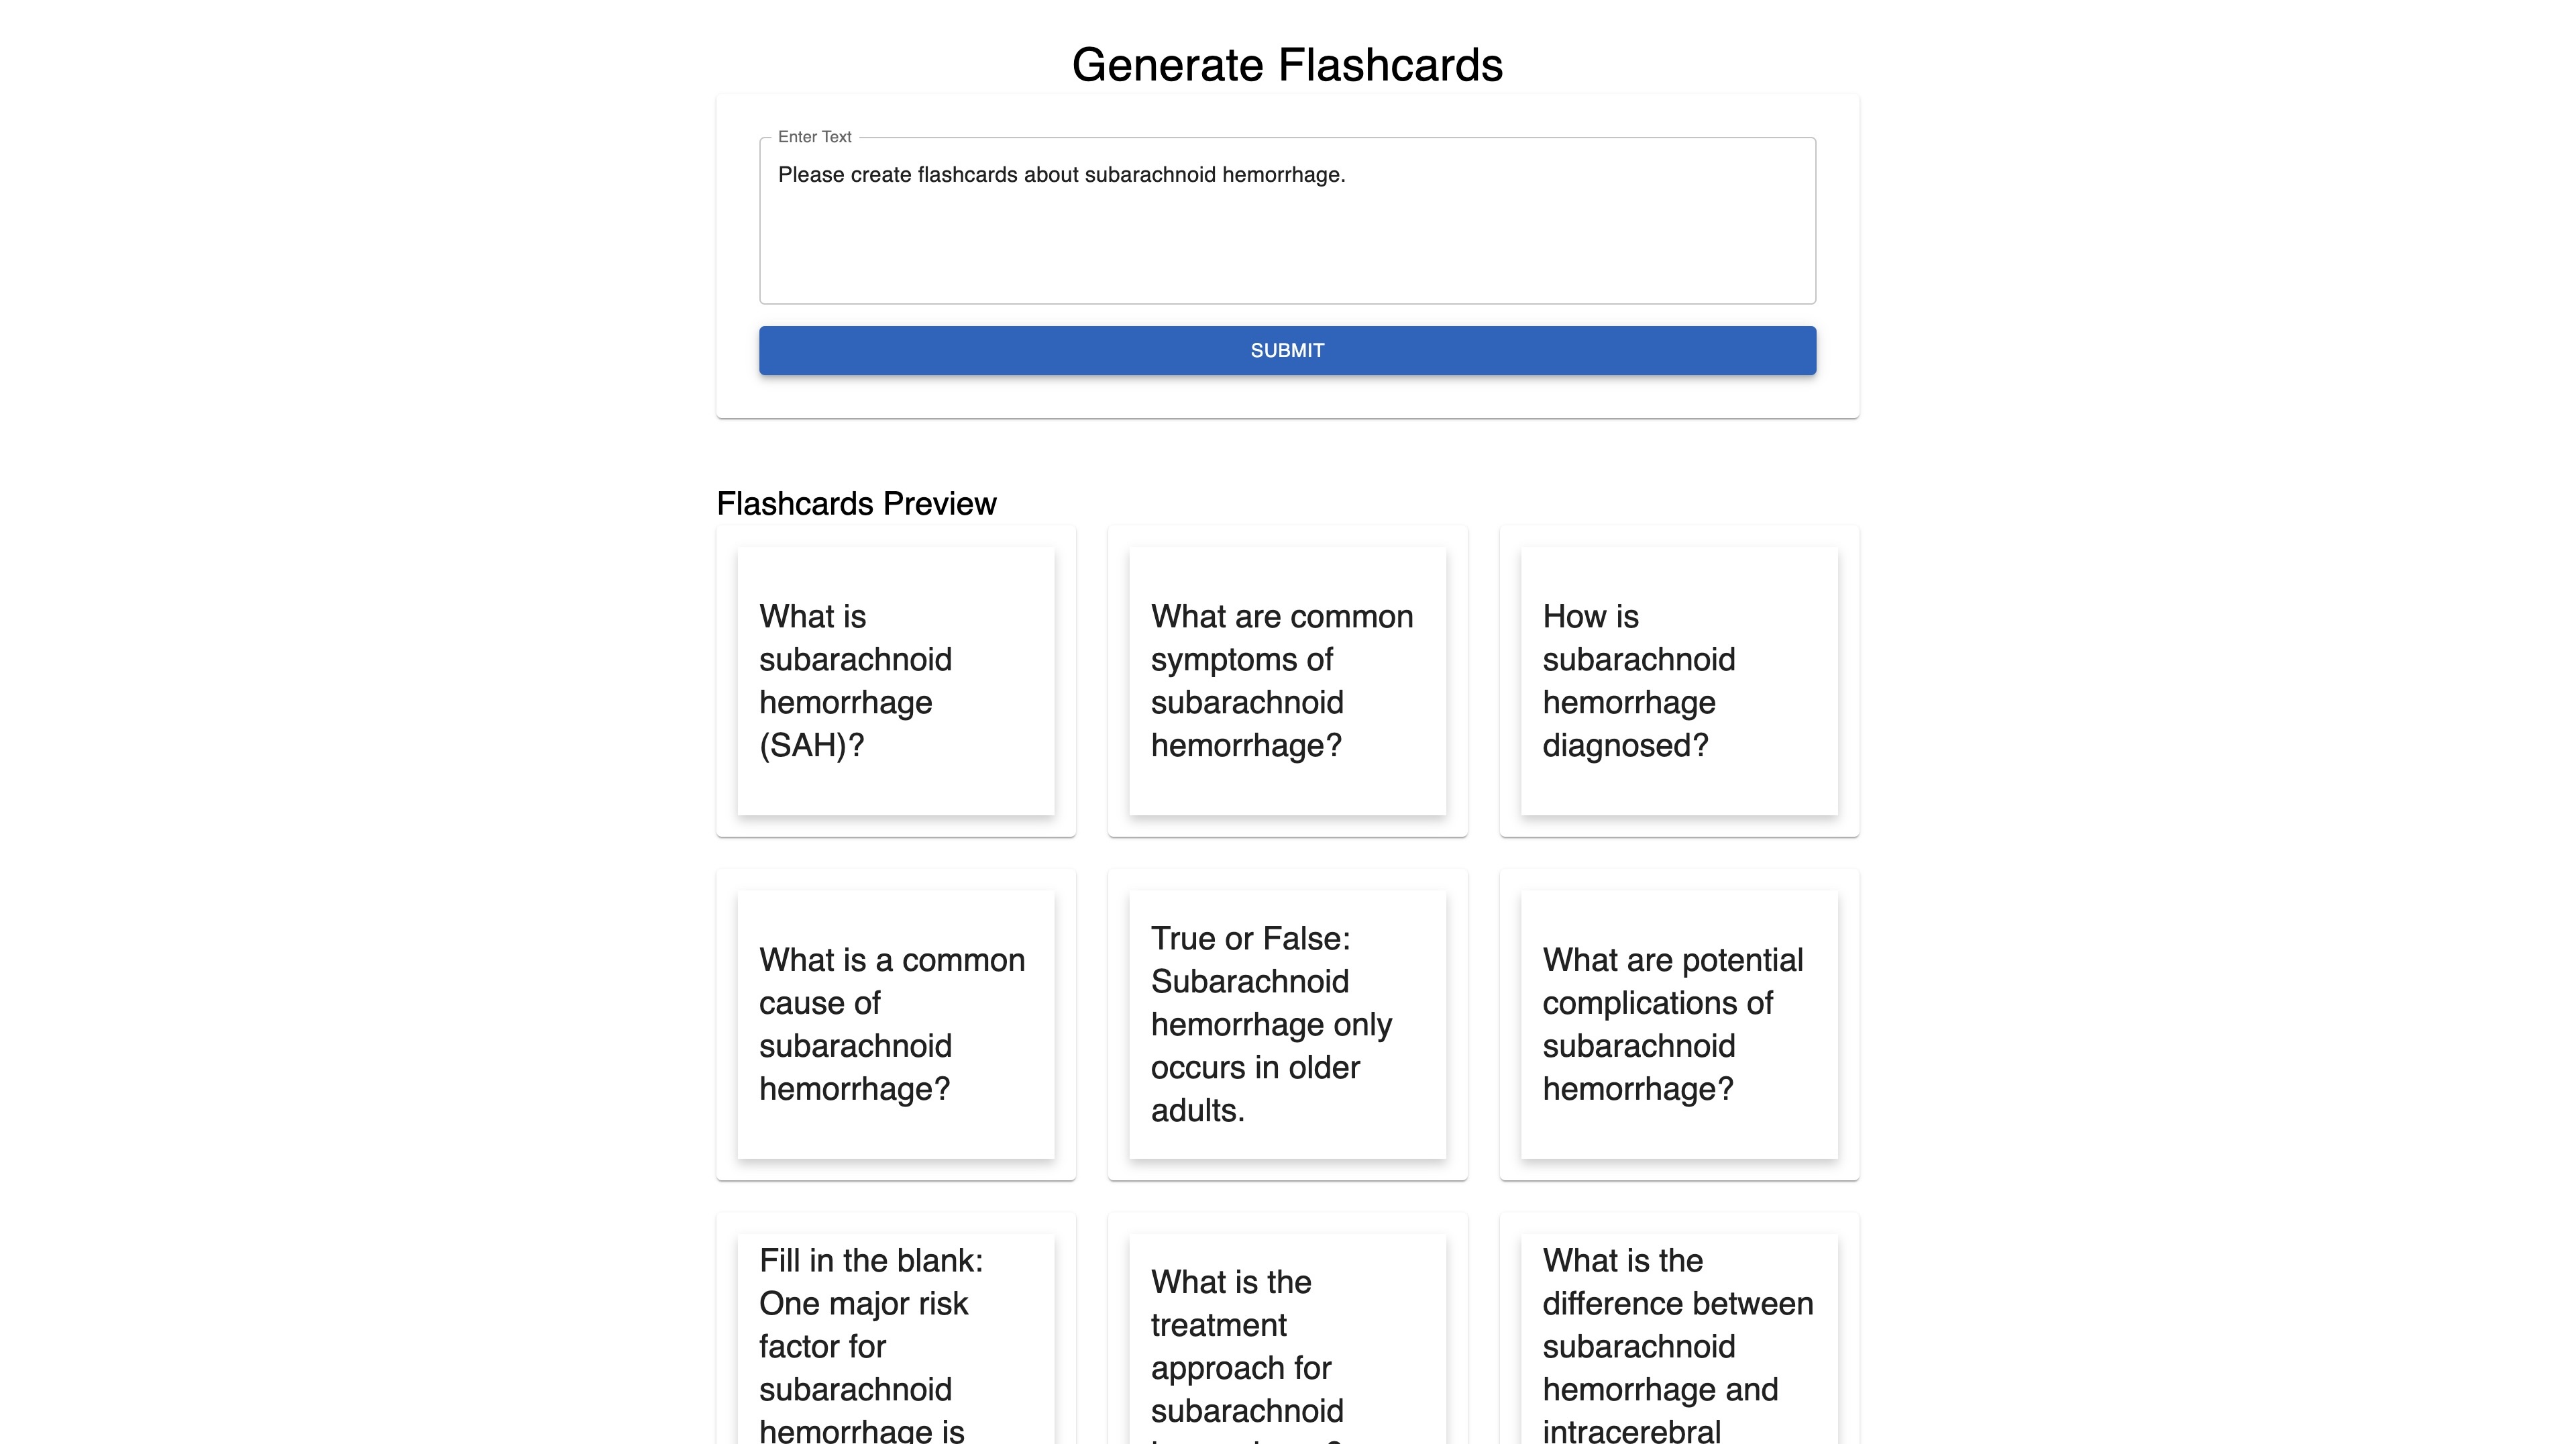 Generate Flashcards
Enter Text
Please create flashcards about subarachnoid hemorrhage.
SUBMIT
Flashcards Preview
What is
subarachnoid
hemorrhage
(SAH)?
What are common
symptoms of
subarachnoid
hemorrhage?
How is
subarachnoid
hemorrhage
diagnosed?
What is a common
cause of
subarachnoid
hemorrhage?
True or False:
Subarachnoid
hemorrhage only
occurs in older
adults.
What are potential
complications of
subarachnoid
hemorrhage?
Fill in the blank:
One major risk
factor for
subarachnoid
hemorrhage is
What is the
treatment
approach for
subarachnoid
What is the
difference between
subarachnoid
hemorrhage and
intracerebral